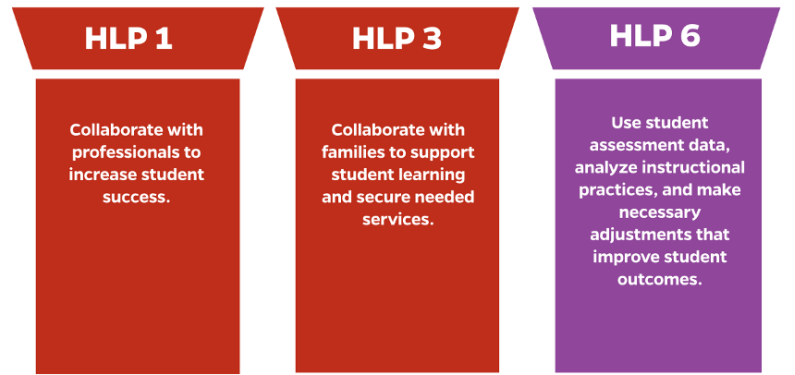 HLP 1
Collaborate with
professionals to
increase student
success.
HLP 3
Collaborate with
families to support
student learning
and secure needed
services.
HLP 6
Use student
assessment data,
analyze instructional
practices, and make
necessary
adjustments that
improve student
outcomes.